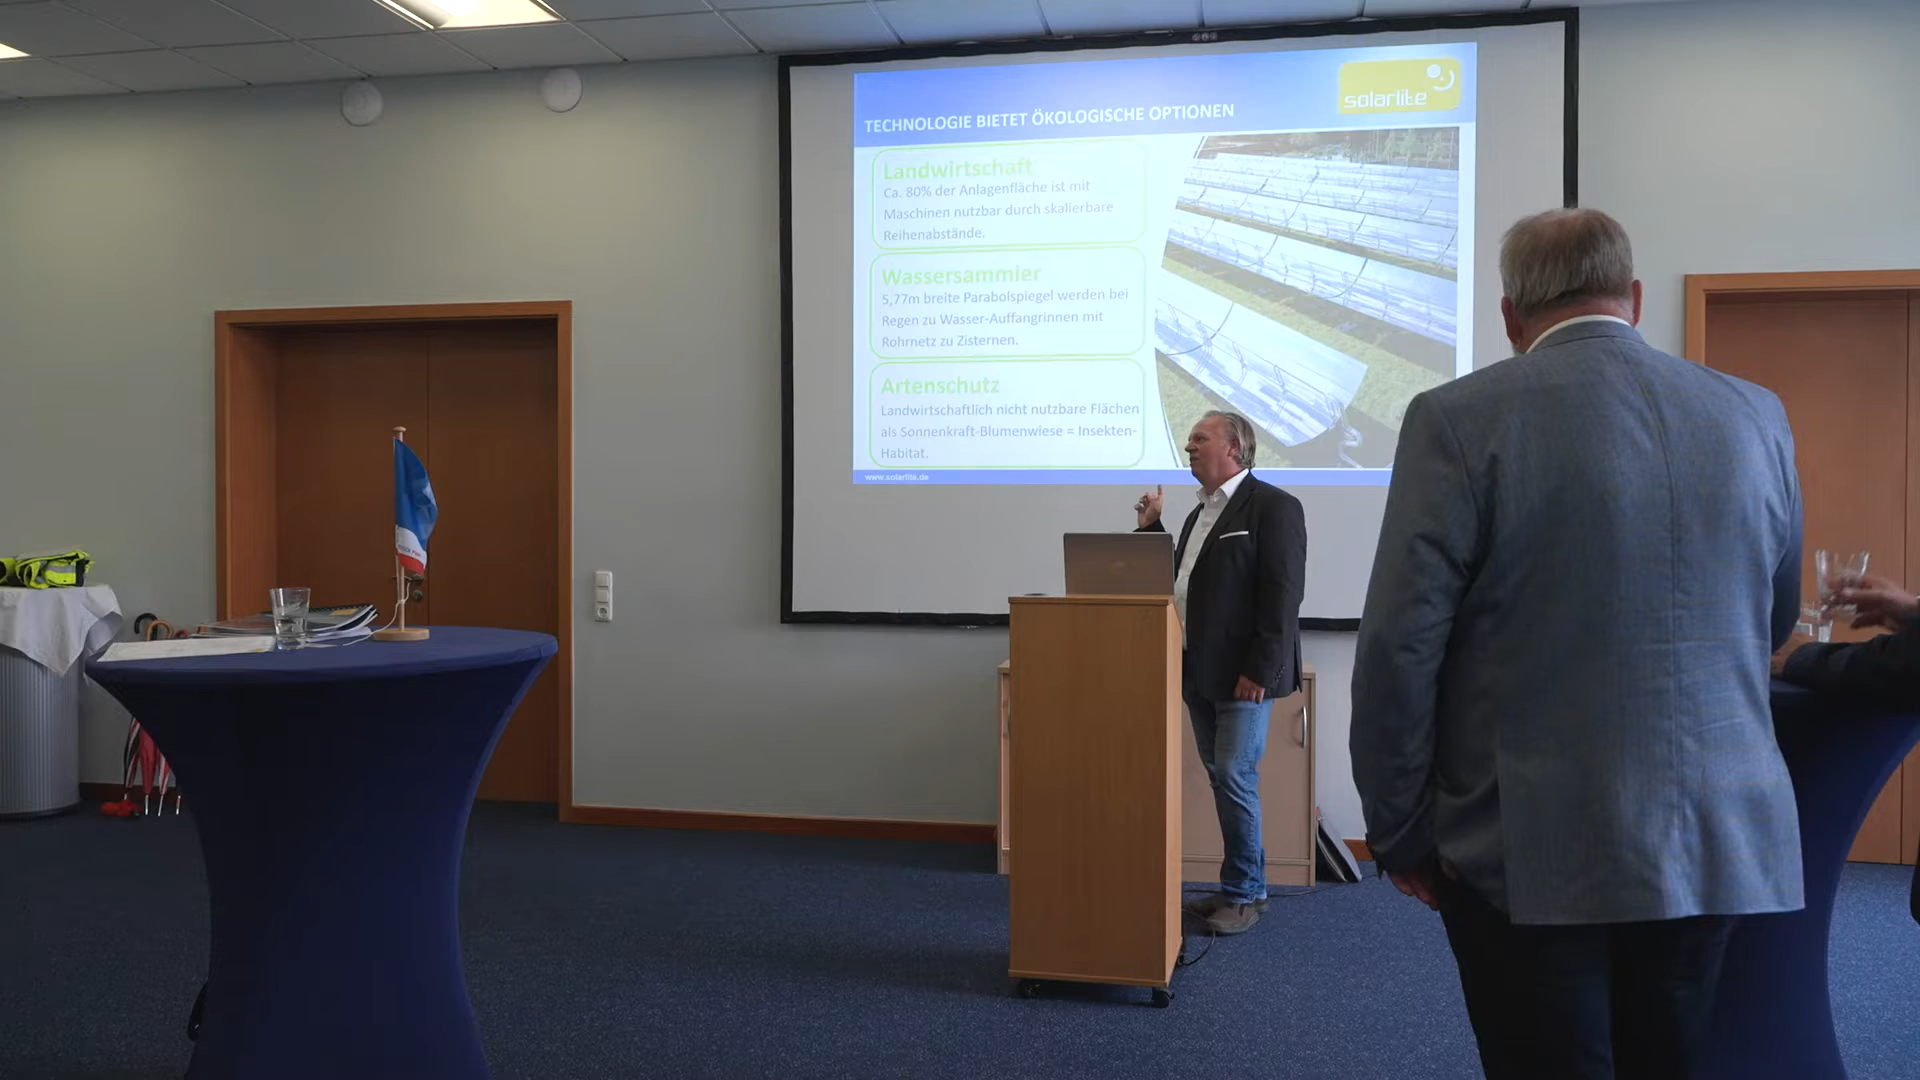 solarlite
TECHNOLOGIE BIETET ÖKOLOGISCHE OPTIONEN
Landwirtschaft
Ca. 80% der Anlagenfläche ist mit
Maschinen nutzbar durch skalierbare
Reihenabstände.
Wassersammler
5,77m breite Parabolspiegel werden bei
Regen zu Wasser-Auffangrinnen mit
Rohrnetz zu Zisternen.
Artenschutz
Landwirtschaftlich nicht nutzbare Flächen
als Sonnenkraft-Blumenwiese = Insekten-
Habitat.
www.solarlite.de